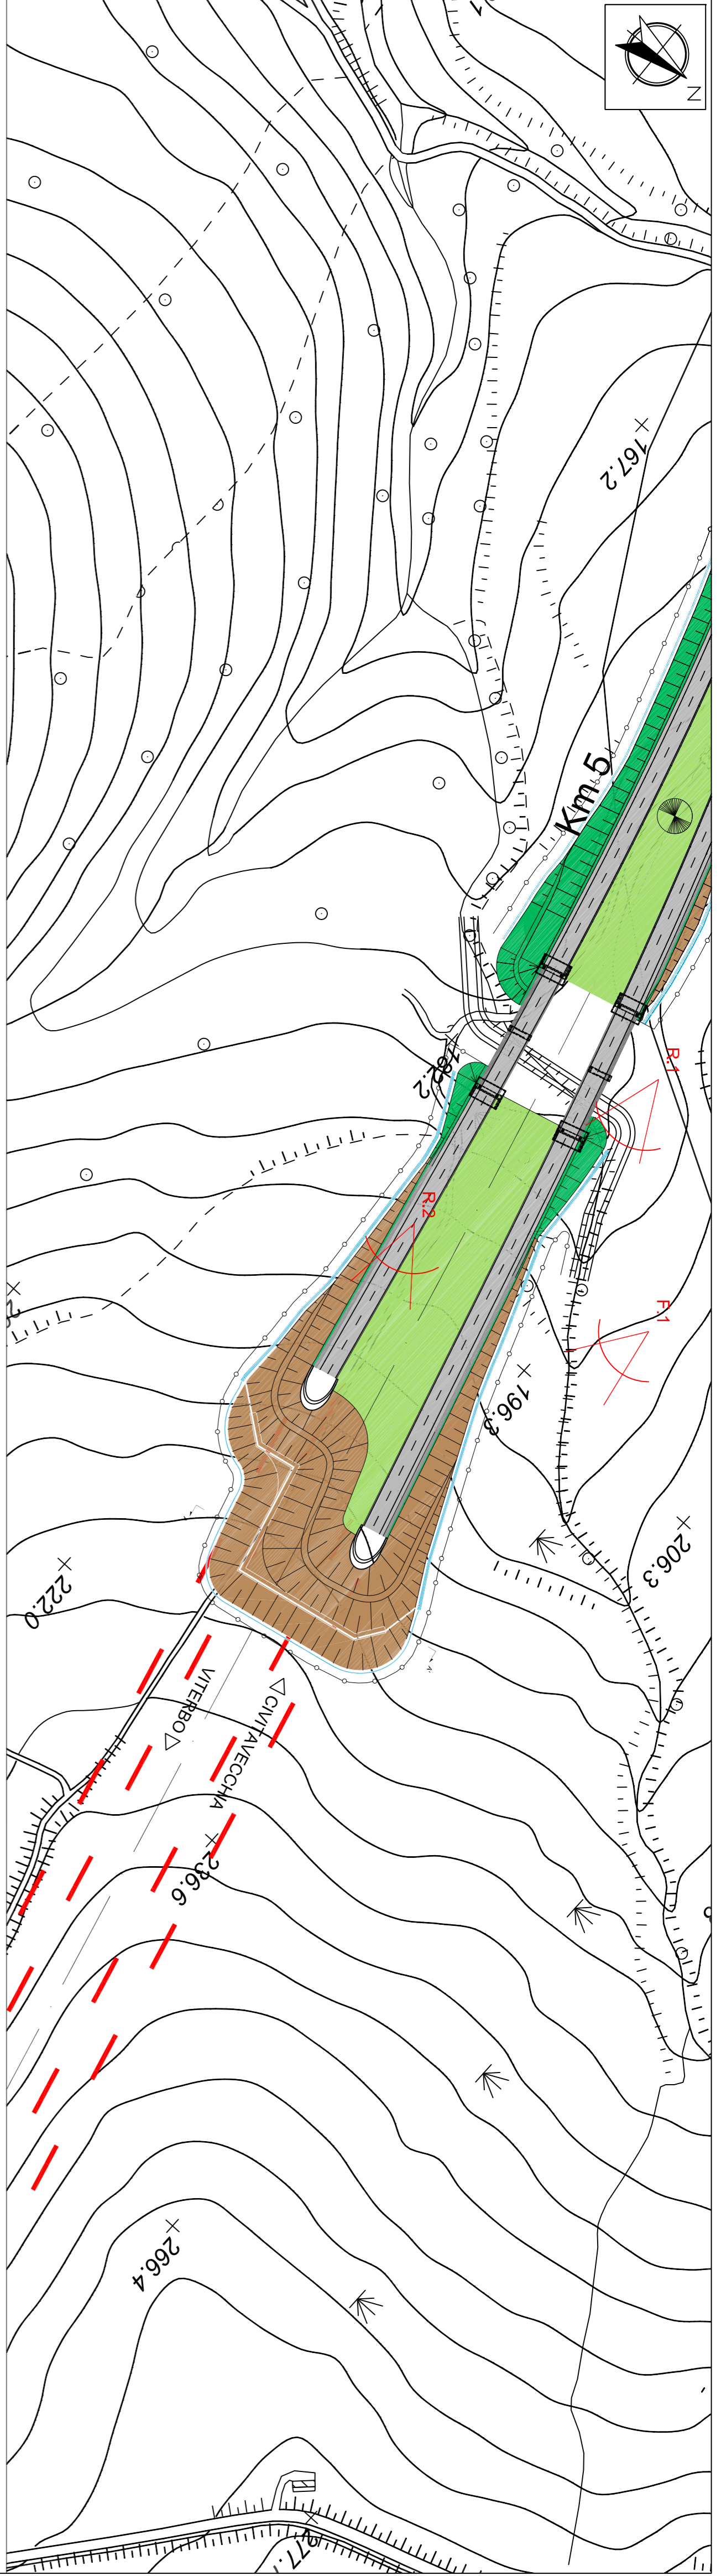 N
167.2
Km 5
R.1
182.2
R.2
F.1
196.3
206.3
222.0
VITERBO
CIVITAVECCHIA
236.6
266.4